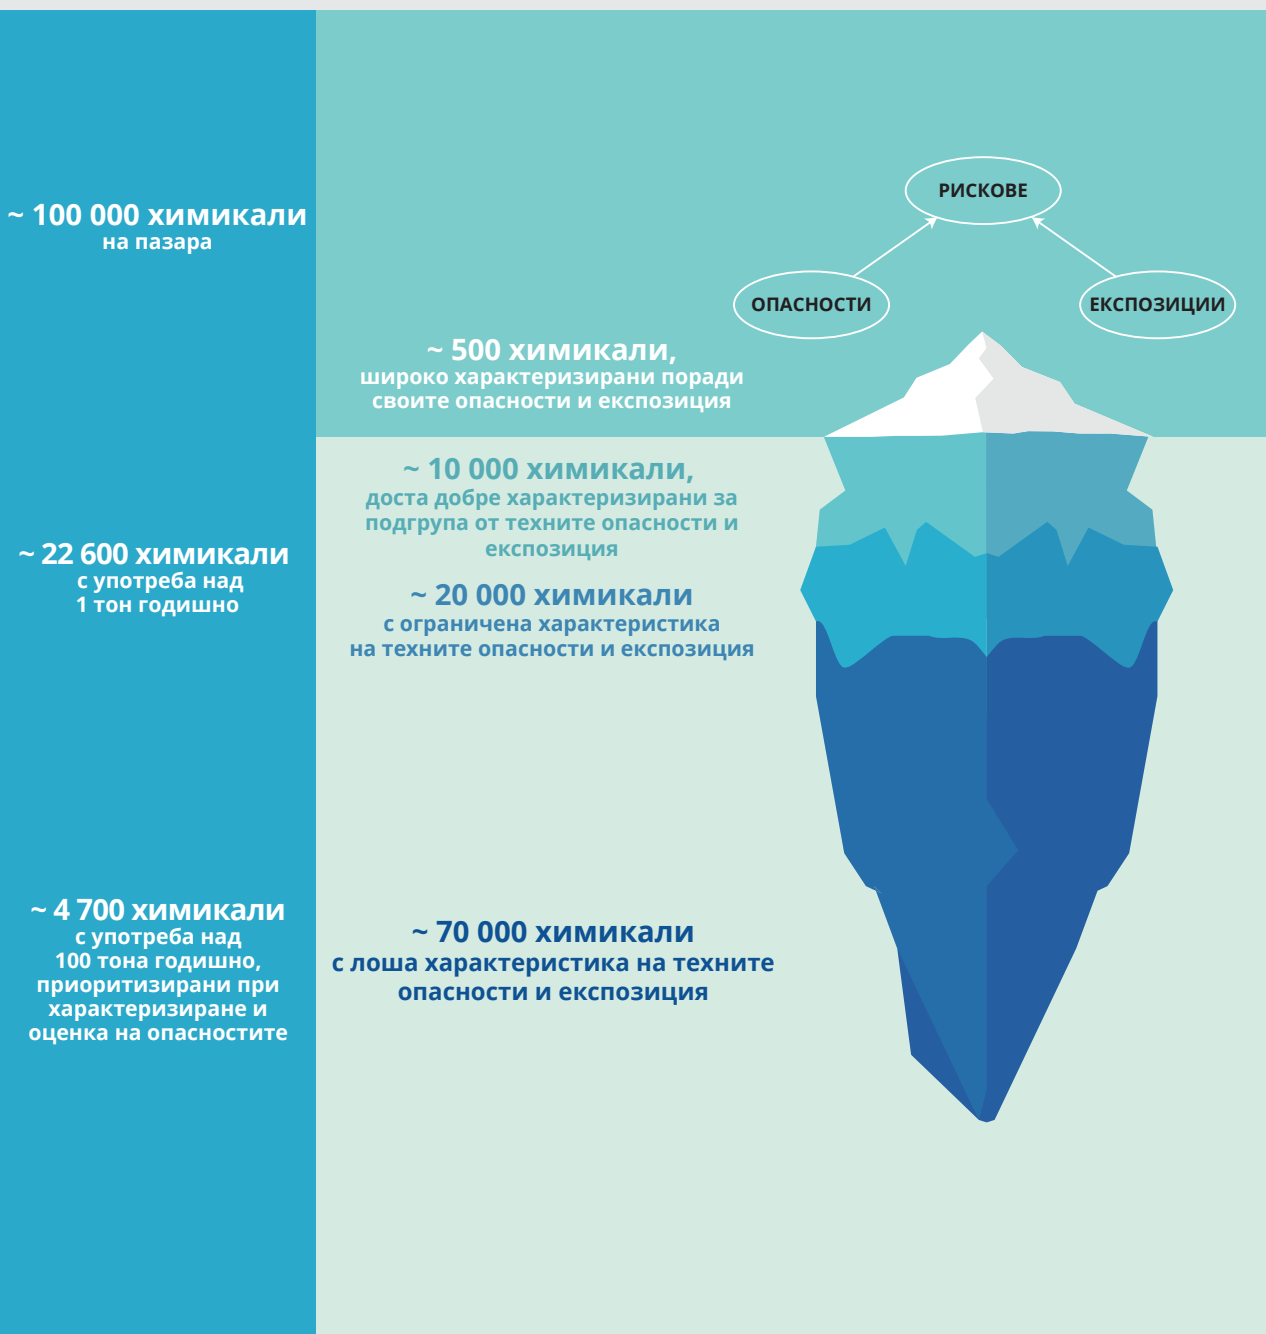 ~ 100 000 химикали
на пазара
~ 22 600 химикали
с употреба над
1 тон годишно
~ 4 700 химикали
с употреба над
100 тона годишно,
приоритизирани при
характеризиране и
оценка на опасностите
РИСКОВЕ
ОПАСНОСТИ
ЕКСПОЗИЦИИ
~ 500 химикали,
широко характеризирани поради
своите опасности и експозиция
~ 10 000 химикали,
доста добре характеризирани за
подгрупа от техните опасности и
експозиция
~ 20 000 химикали
с ограничена характеристика
на техните опасности и експозиция
~ 70 000 химикали
с лоша характеристика на техните
опасности и експозиция